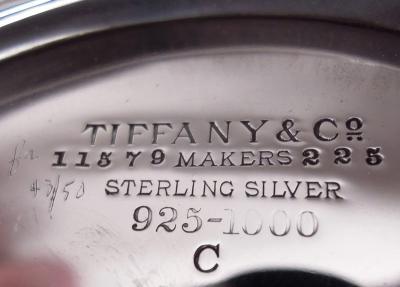 TIFFANY & Co
11579 MAKERS 225
STERLING SILVER
925-1000
C